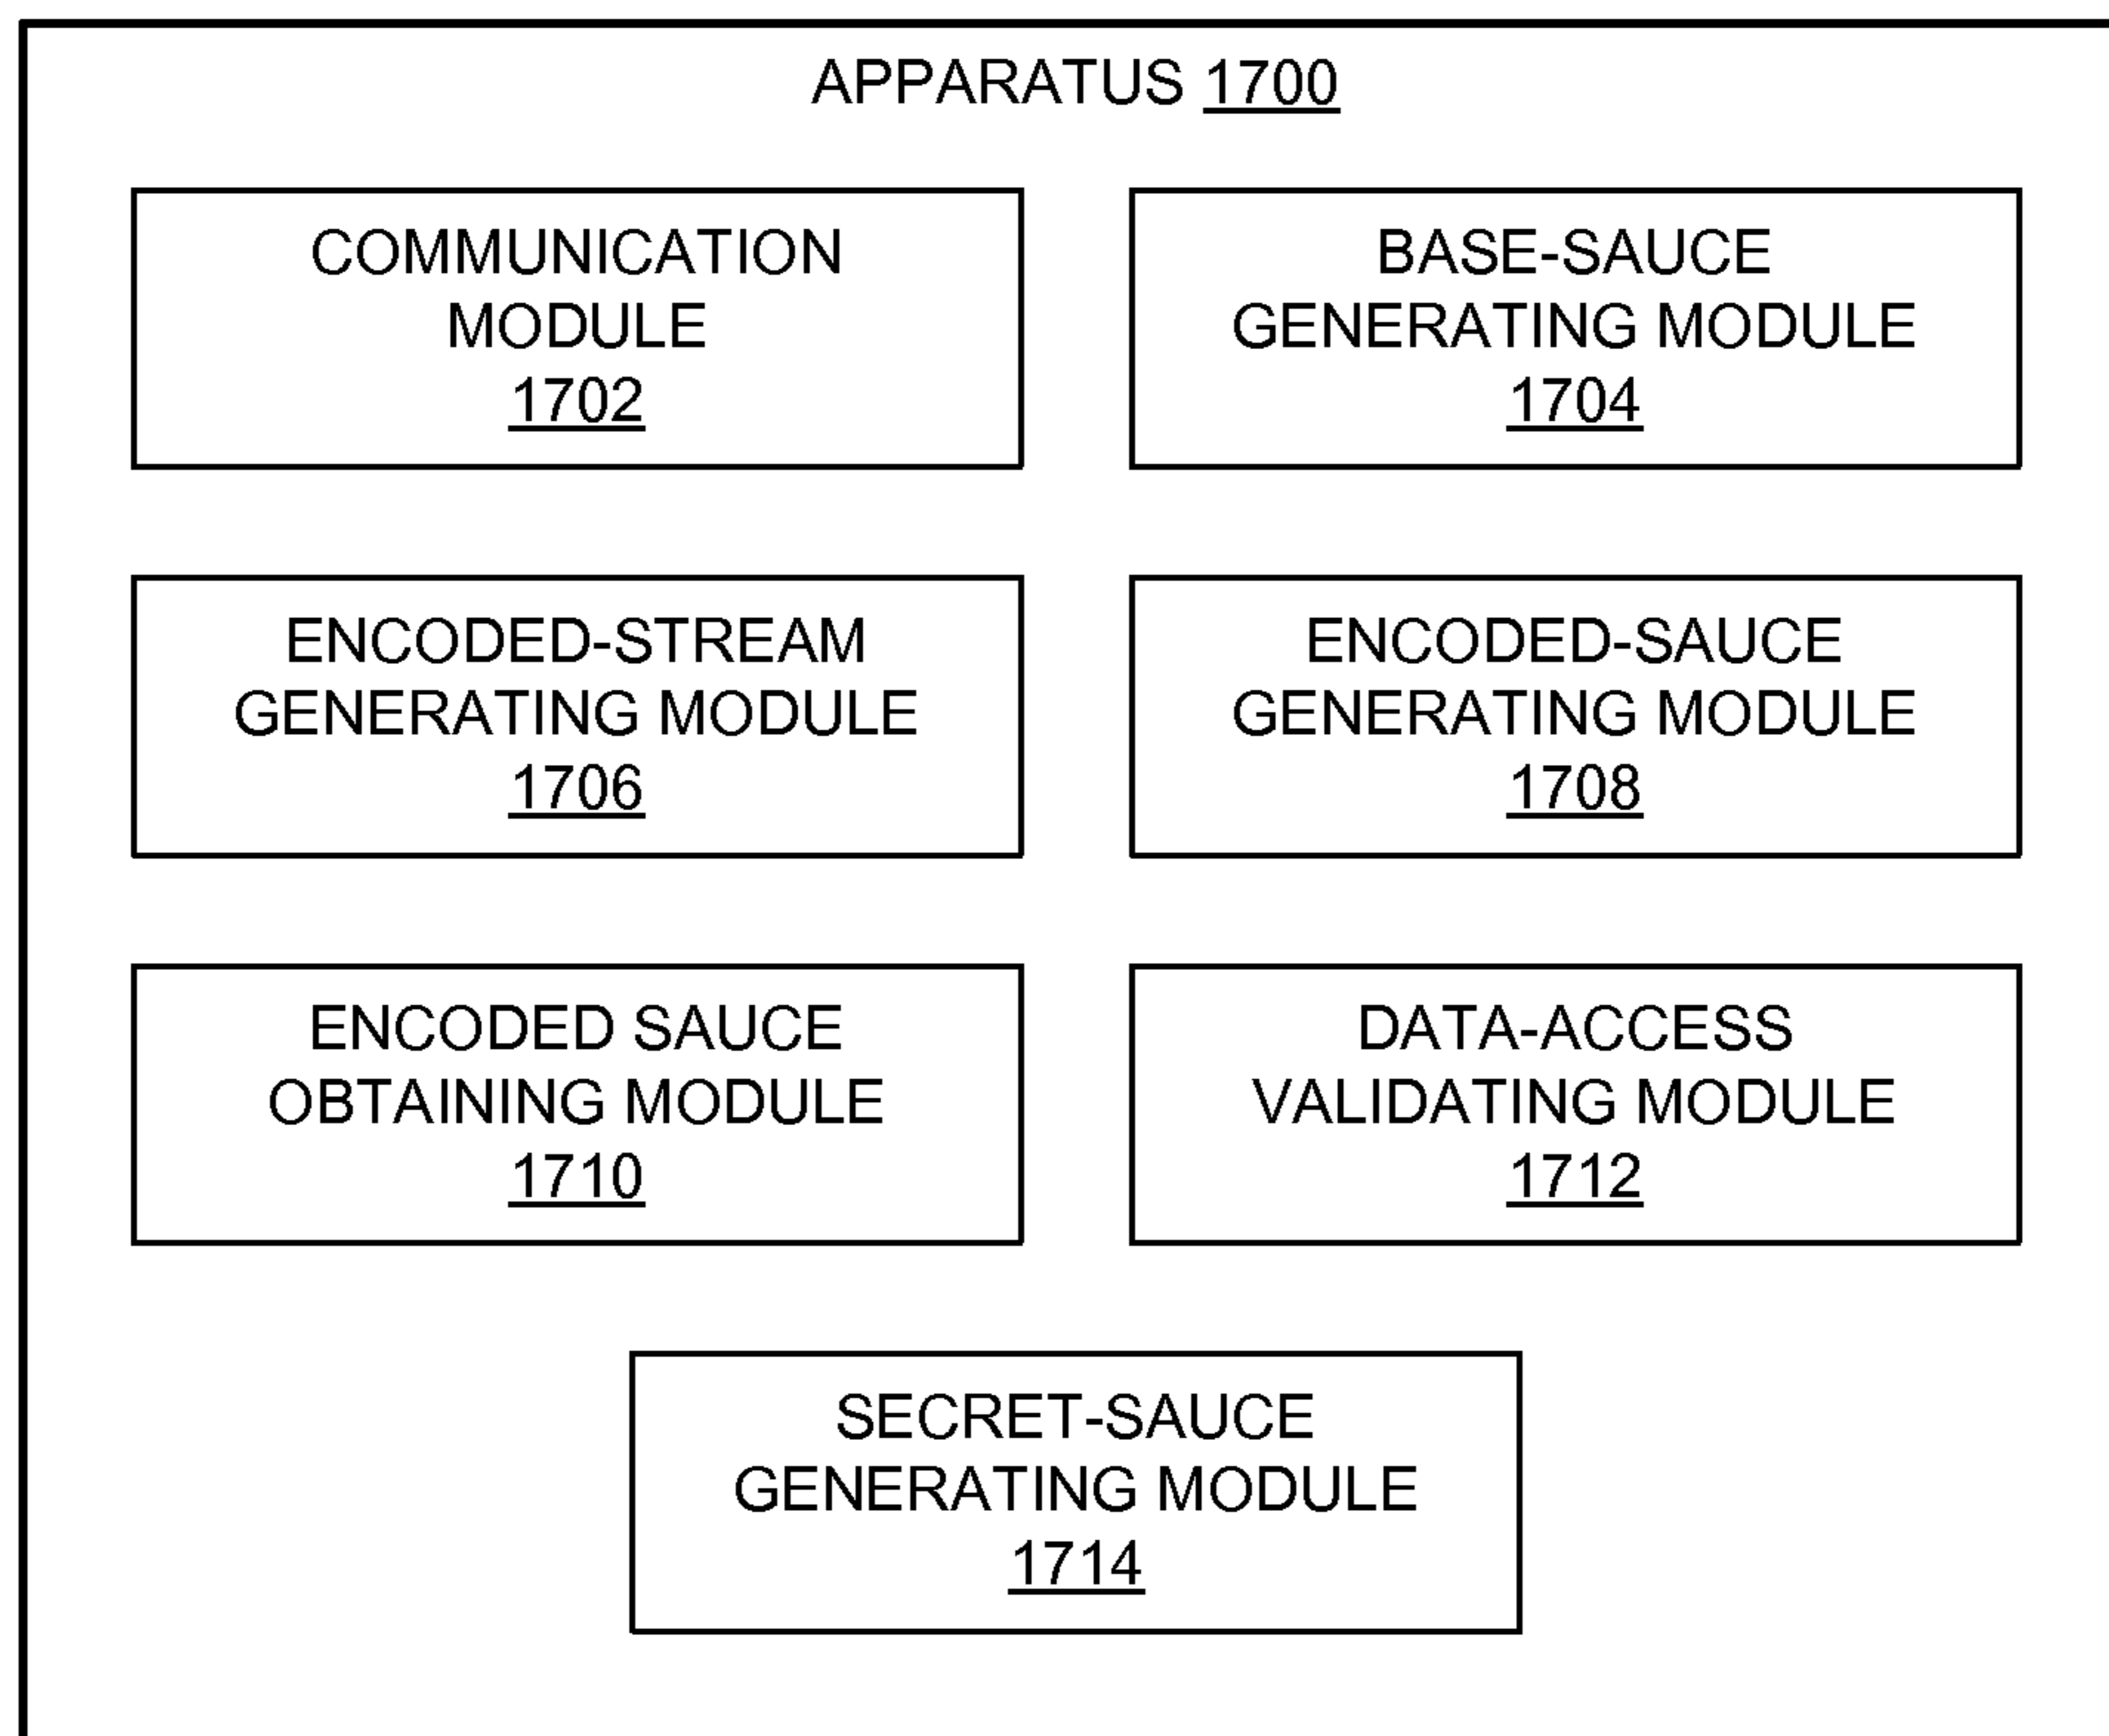 APPARATUS 1700
COMMUNICATION
MODULE
1702
BASE-SAUCE
GENERATING MODULE
1704
ENCODED-STREAM
GENERATING MODULE
1706
ENCODED-SAUCE
GENERATING MODULE
1708
ENCODED SAUCE
OBTAINING MODULE
1710
DATA-ACCESS
VALIDATING MODULE
1712
SECRET-SAUCE
GENERATING MODULE
1714